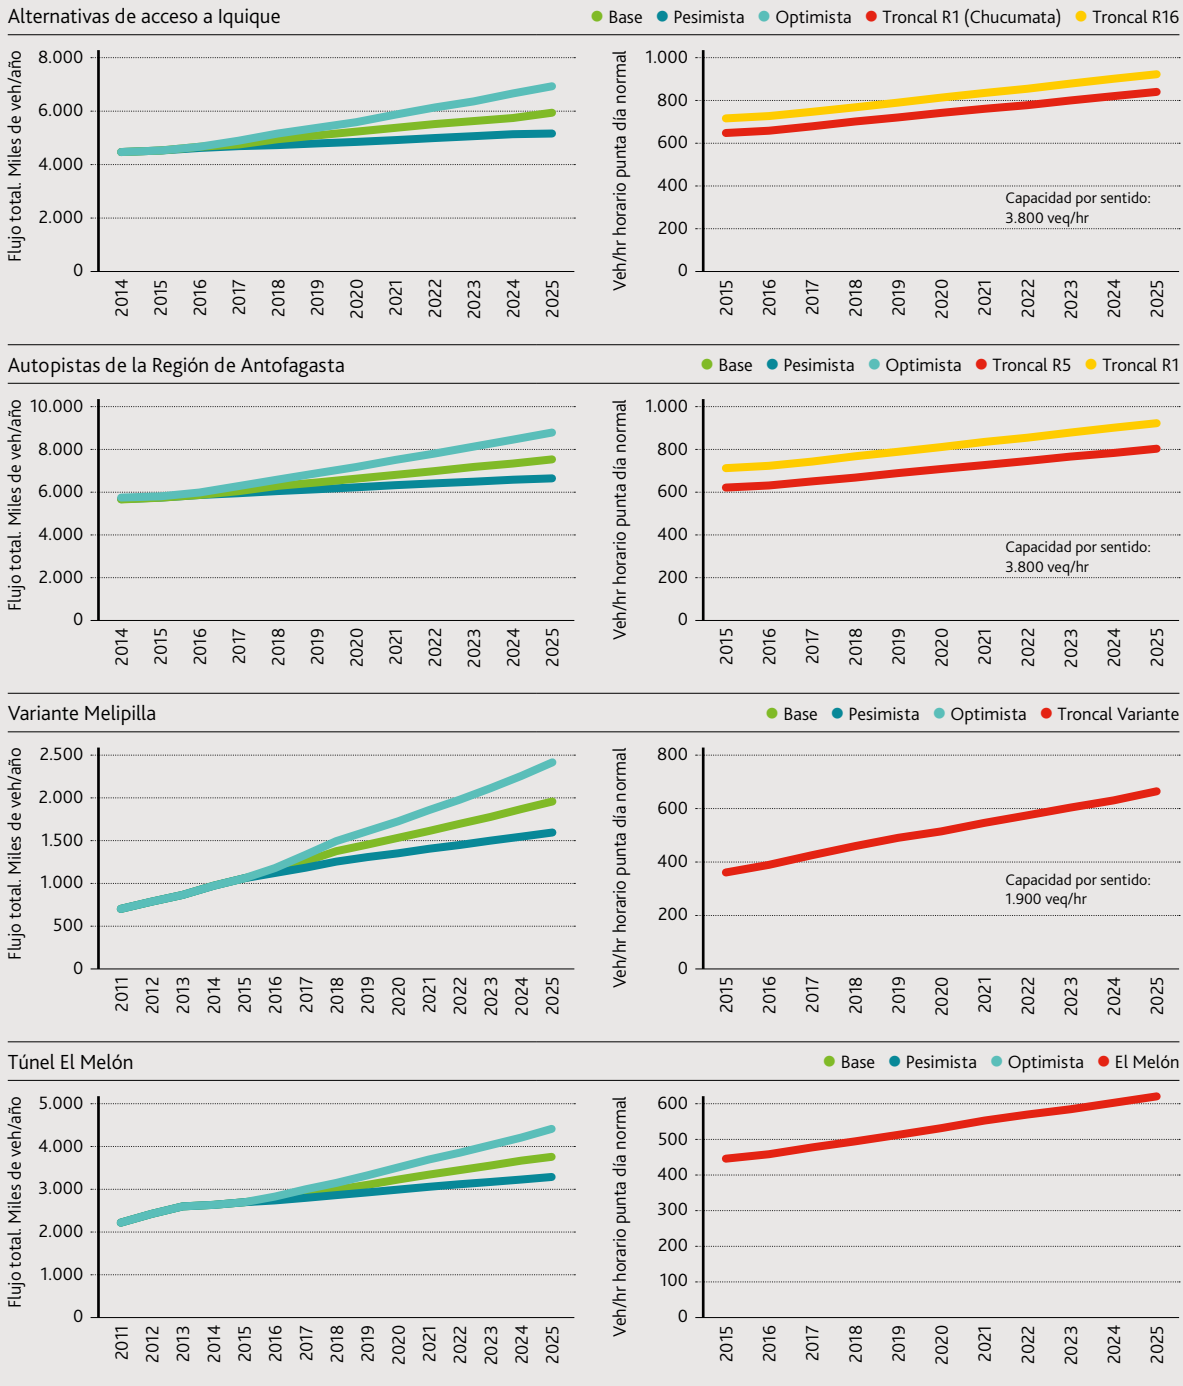 Alternativas de acceso a Iquique
Base Pesimista Optimista Troncal R1 (Chucumata) Troncal R16
Flujo total. Miles de veh/año
8.000
6.000
4.000
2.000
0
2014 2015 2016 2017 2018 2019 2020 2021 2022 2023 2024 2025
Veh/hr horario punta día normal
1.000
800
600
400
200
0
Capacidad por sentido:
3.800 veq/hr
2015 2016 2017 2018 2019 2020 2021 2022 2023 2024 2025
Autopistas de la Región de Antofagasta
Base Pesimista Optimista Troncal R5 Troncal R1
Flujo total. Miles de veh/año
10.000
8.000
6.000
4.000
2.000
0
2014 2015 2016 2017 2018 2019 2020 2021 2022 2023 2024 2025
Veh/hr horario punta día normal
1.000
800
600
400
200
0
Capacidad por sentido:
3.800 veq/hr
2015 2016 2017 2018 2019 2020 2021 2022 2023 2024 2025
Variante Melipilla
Base Pesimista Optimista Troncal Variante
Flujo total. Miles de veh/año
2.500
2.000
1.500
1.000
500
0
2011 2012 2013 2014 2015 2016 2017 2018 2019 2020 2021 2022 2023 2024 2025
Veh/hr horario punta día normal
800
600
400
200
0
Capacidad por sentido:
1.900 veq/hr
2015 2016 2017 2018 2019 2020 2021 2022 2023 2024 2025
Túnel El Melón
Base Pesimista Optimista El Melón
Flujo total. Miles de veh/año
5.000
4.000
3.000
2.000
1.000
0
2011 2012 2013 2014 2015 2016 2017 2018 2019 2020 2021 2022 2023 2024 2025
Veh/hr horario punta día normal
600
500
400
300
200
100
0
2015 2016 2017 2018 2019 2020 2021 2022 2023 2024 2025